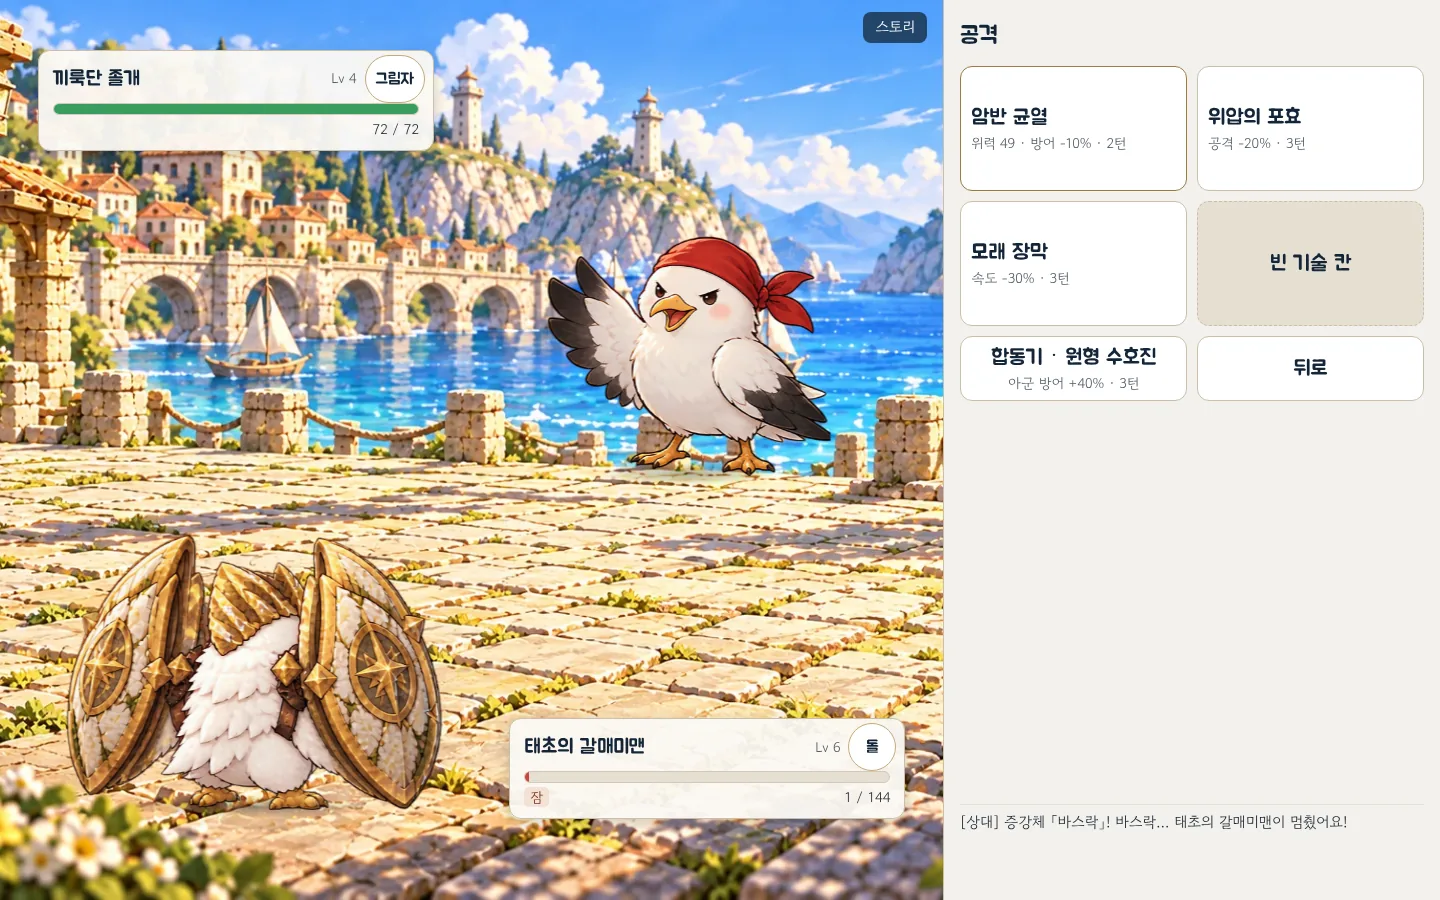 스토리
끼룩단 졸개
Lv 4
그림자
72 / 72
태초의 갈매미맨
Lv 6
돌
잠
1 / 144
공격
암반 균열
위력 49 · 방어 -10% · 2턴
위압의 포효
공격 -20% · 3턴
모래 장막
속도 -30% · 3턴
빈 기술 칸
합동기 · 원형 수호진
아군 방어 +40% · 3턴
뒤로
[상대] 증강체 「바스락」! 바스락... 태초의 갈매미맨이 멈췄어요!